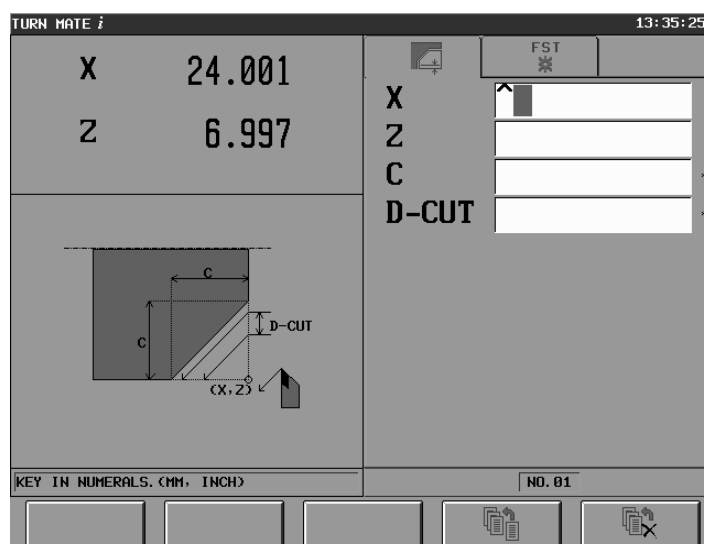 TURN MATE i 13:35:25
X 24.001
Z 6.997
FST
X
Z
C
D-CUT
C
C
D-CUT
(X,Z)
KEY IN NUMERALS.(MM, INCH)
NO.01